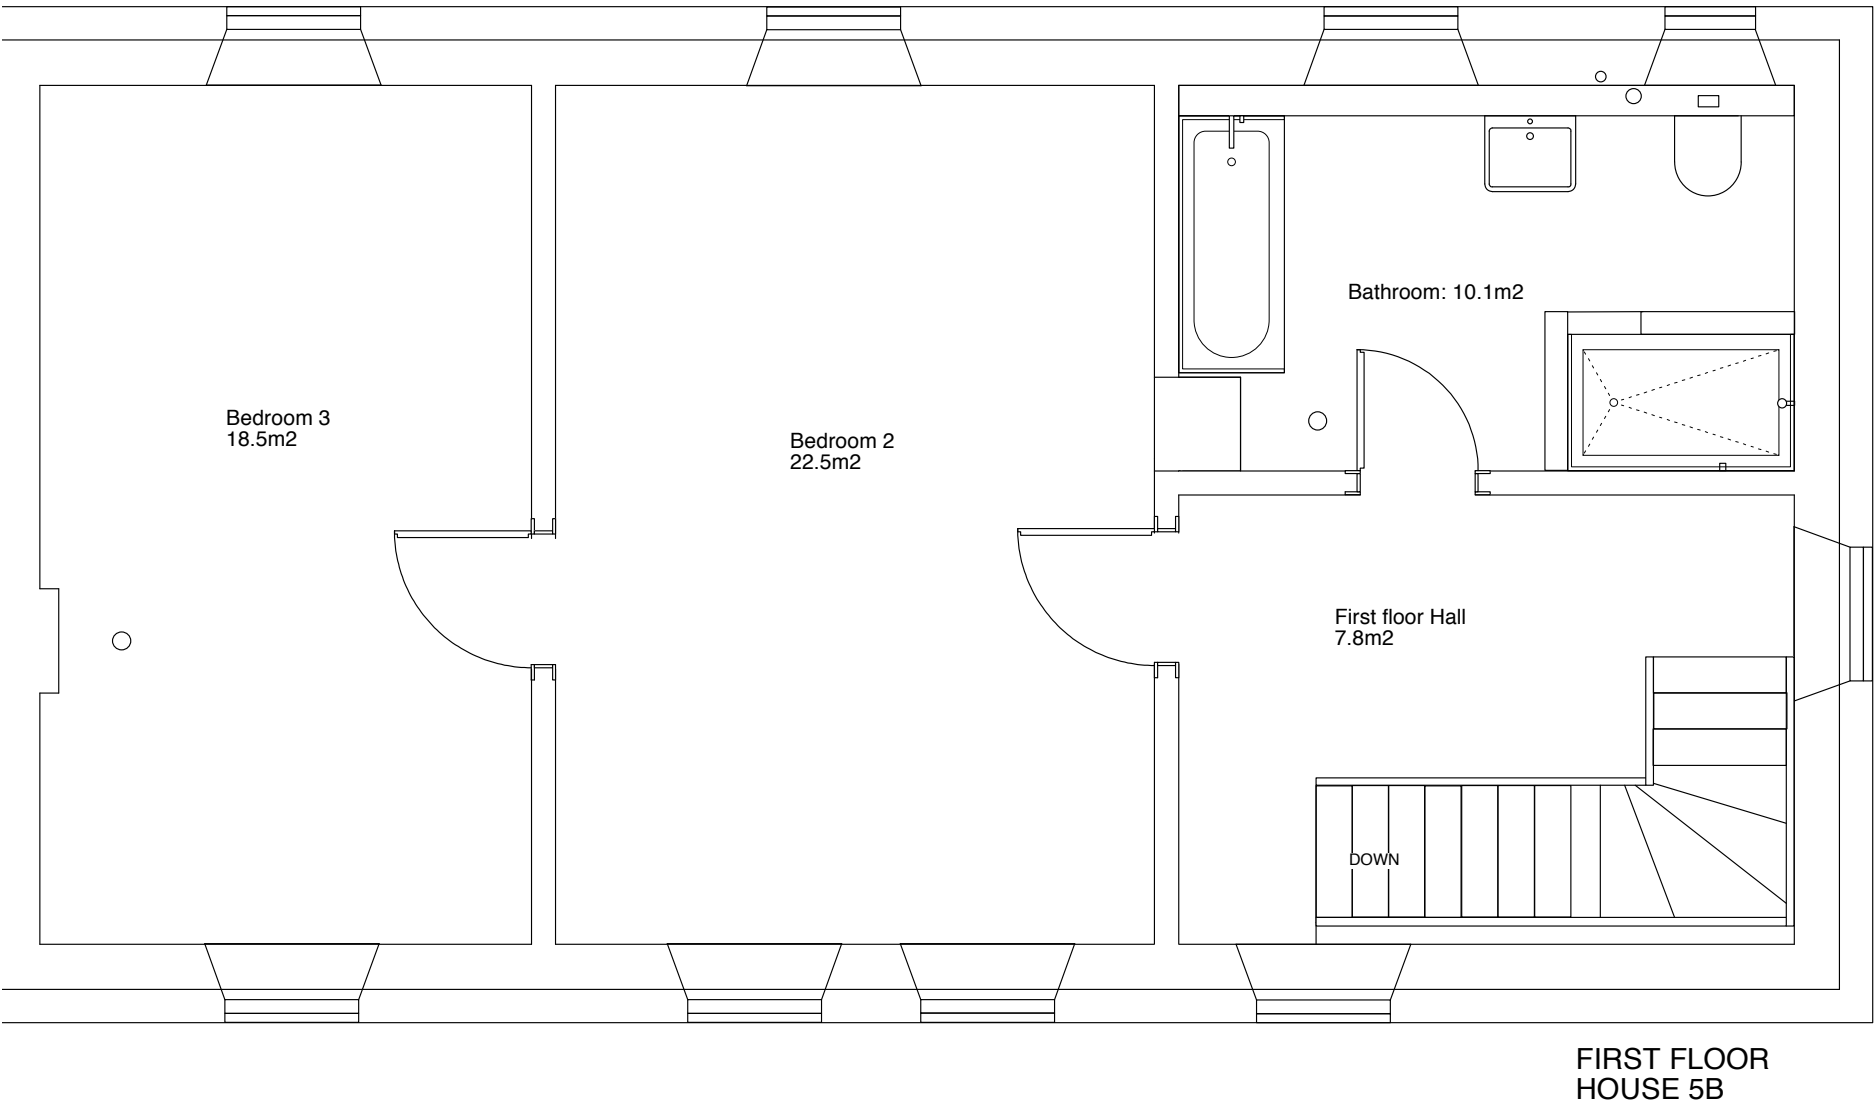 Bathroom: 10.1m2
Bedroom 3
18.5m2
Bedroom 2
22.5m2
First floor Hall
7.8m2
DOWN
FIRST FLOOR
HOUSE 5B